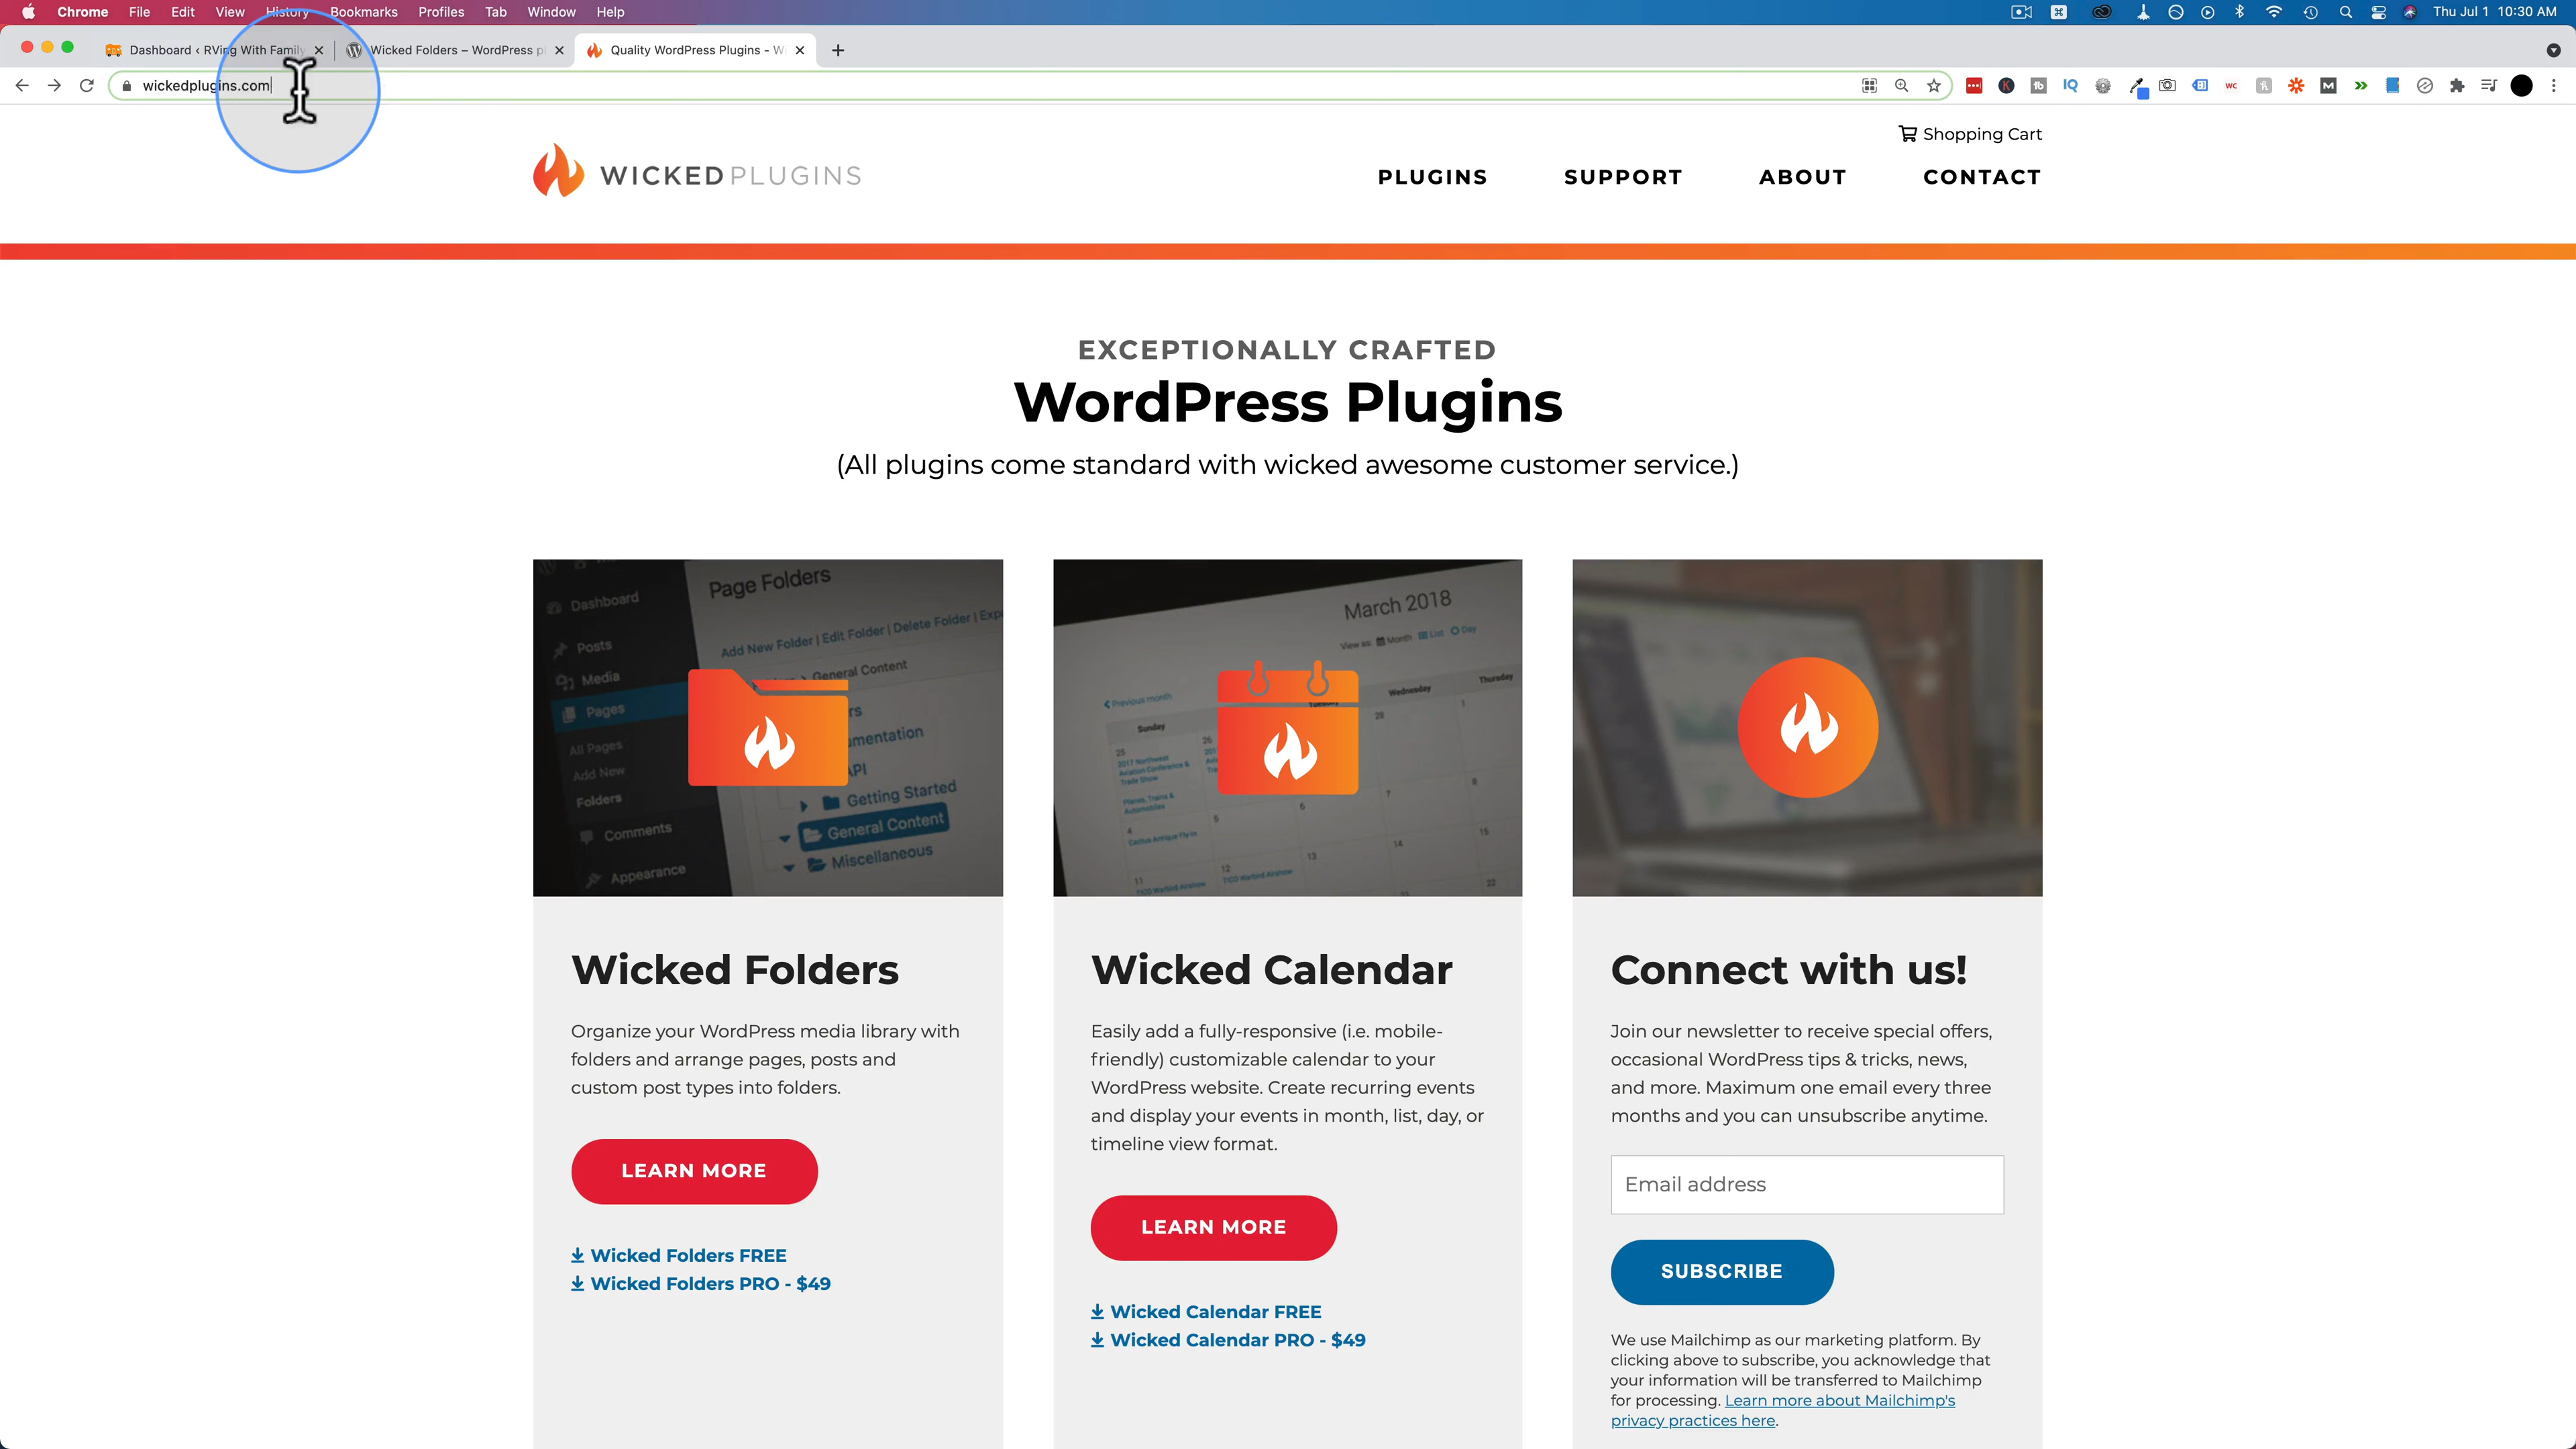 Chrome File Edit View History Bookmarks Profiles Tab Window Help
Thu Jul 1 10:30 AM
Dashboard ‹ RVing With Family
Wicked Folders – WordPress p
Quality WordPress Plugins - W
wickedplugins.com
Shopping Cart
WICKEDPLUGINS
PLUGINS SUPPORT ABOUT CONTACT
EXCEPTIONALLY CRAFTED
WordPress Plugins
(All plugins come standard with wicked awesome customer service.)
Page Folders
Dashboard
Add New Folder | Edit Folder | Delete Folder | Exp
Posts
General Content
Media
Pages
All Pages
Add New
Getting Started
Folders
General Content
Comments
Miscellaneous
Appearance
March 2018
View as: Month List Day
Previous month
Sunday
Wednesday
Thursday
Wicked Folders
Organize your WordPress media library with
folders and arrange pages, posts and
custom post types into folders.
LEARN MORE
Wicked Folders FREE
Wicked Folders PRO - $49
Wicked Calendar
Easily add a fully-responsive (i.e. mobile-
friendly) customizable calendar to your
WordPress website. Create recurring events
and display your events in month, list, day, or
timeline view format.
LEARN MORE
Wicked Calendar FREE
Wicked Calendar PRO - $49
Connect with us!
Join our newsletter to receive special offers,
occasional WordPress tips & tricks, news,
and more. Maximum one email every three
months and you can unsubscribe anytime.
Email address
SUBSCRIBE
We use Mailchimp as our marketing platform. By
clicking above to subscribe, you acknowledge that
your information will be transferred to Mailchimp
for processing. Learn more about Mailchimp's
privacy practices here.